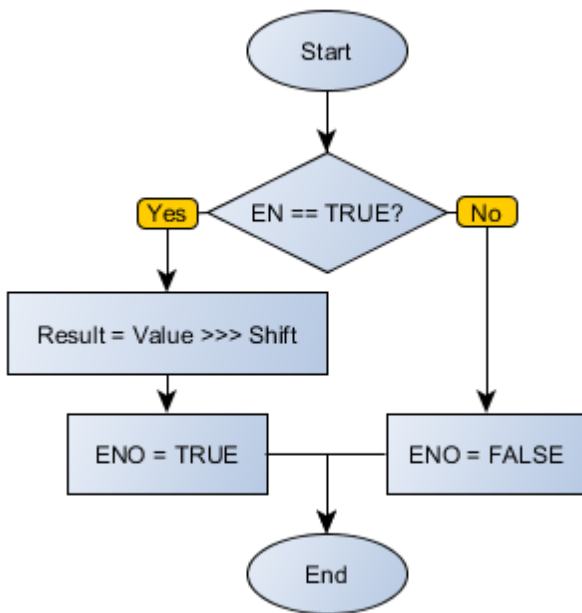 Start
EN == TRUE?
Yes
No
Result = Value >>> Shift
ENO = TRUE
ENO = FALSE
End